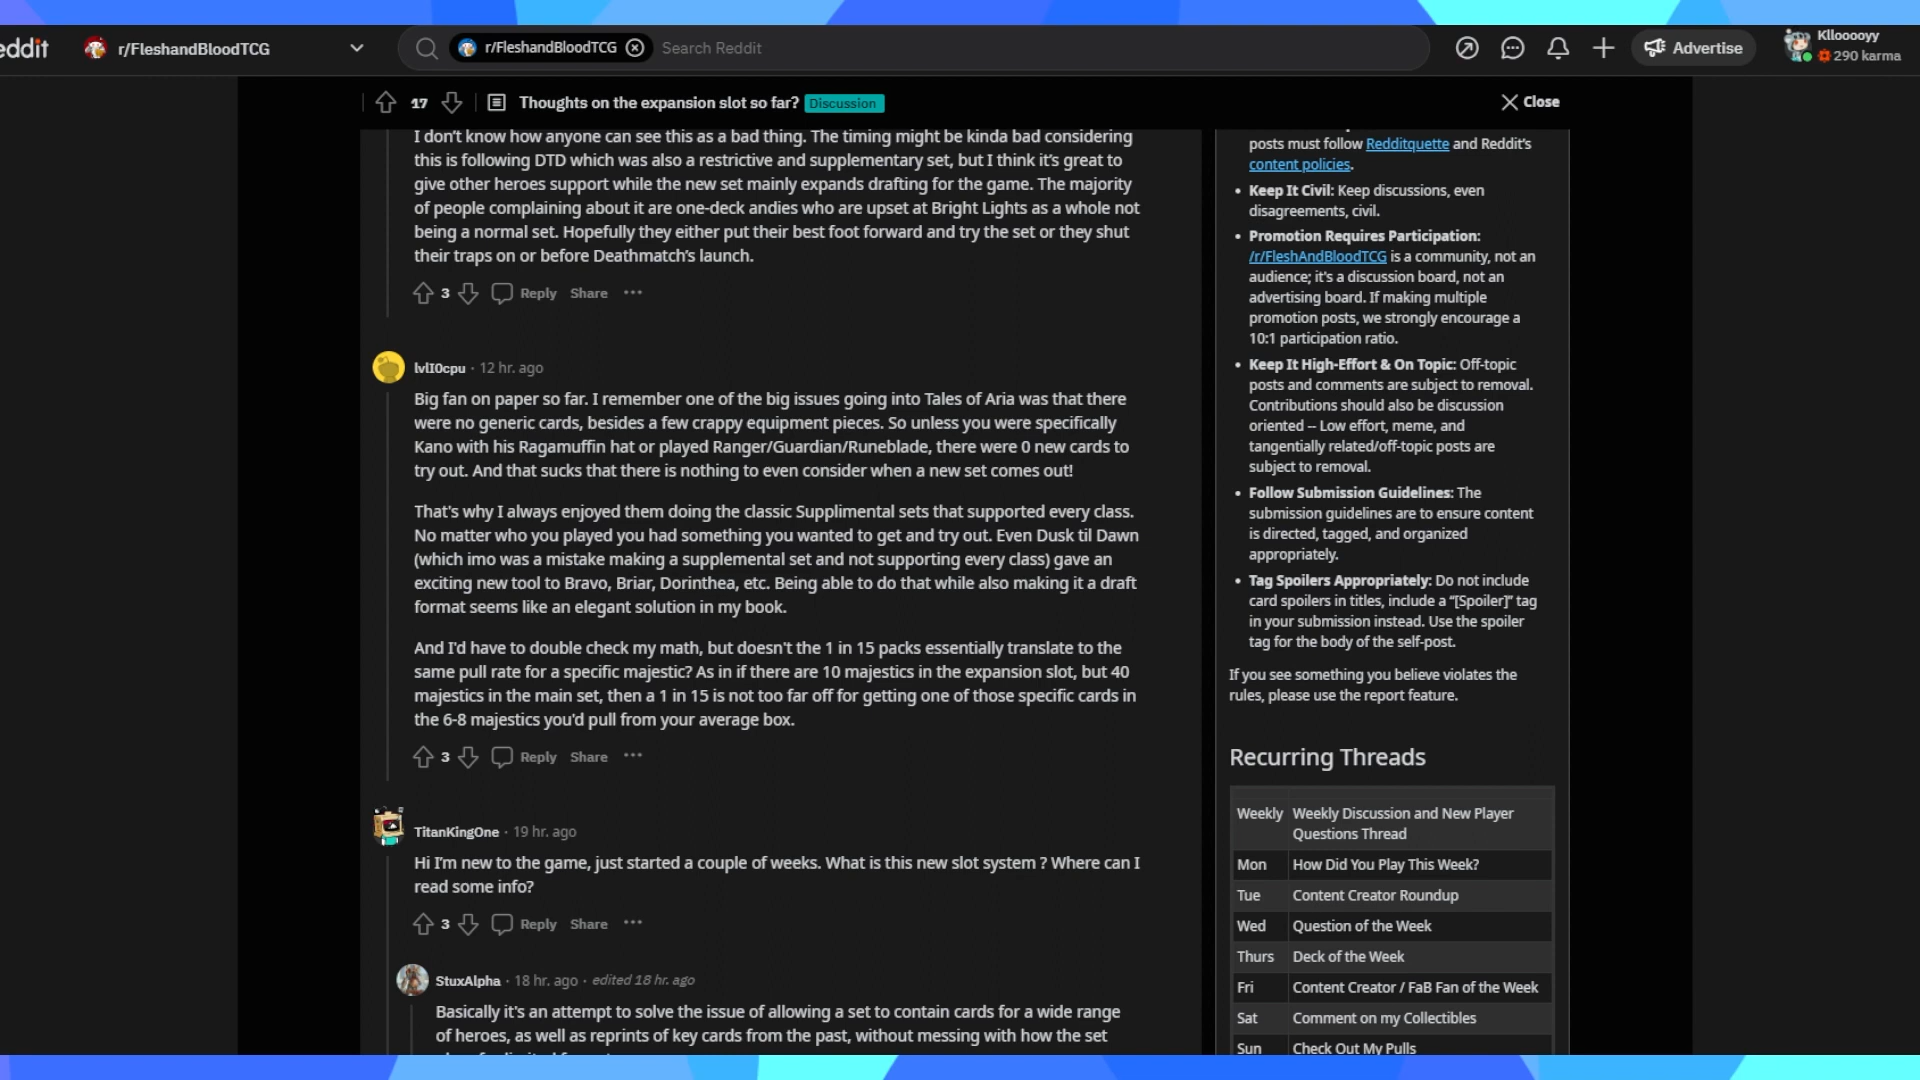 eddit
r/FleshandBloodTCG
r/FleshandBloodTCG
Search Reddit
Advertise
Kllooooyy
290 karma
17
Thoughts on the expansion slot so far?
Discussion
Close
I don't know how anyone can see this as a bad thing. The timing might be kinda bad considering
this is following DTD which was also a restrictive and supplementary set, but I think it's great to
give other heroes support while the new set mainly expands drafting for the game. The majority
of people complaining about it are one-deck andies who are upset at Bright Lights as a whole not
being a normal set. Hopefully they either put their best foot forward and try the set or they shut
their traps on or before Deathmatch's launch.
3 Reply Share ···
lvlI0cpu · 12 hr. ago
Big fan on paper so far. I remember one of the big issues going into Tales of Aria was that there
were no generic cards, besides a few crappy equipment pieces. So unless you were specifically
Kano with his Ragamuffin hat or played Ranger/Guardian/Runeblade, there were 0 new cards to
try out. And that sucks that there is nothing to even consider when a new set comes out!
That's why I always enjoyed them doing the classic Supplimental sets that supported every class.
No matter who you played you had something you wanted to get and try out. Even Dusk til Dawn
(which imo was a mistake making a supplemental set and not supporting every class) gave an
exciting new tool to Bravo, Briar, Dorinthea, etc. Being able to do that while also making it a draft
format seems like an elegant solution in my book.
And I'd have to double check my math, but doesn't the 1 in 15 packs essentially translate to the
same pull rate for a specific majestic? As in if there are 10 majestics in the expansion slot, but 40
majestics in the main set, then a 1 in 15 is not too far off for getting one of those specific cards in
the 6-8 majestics you'd pull from your average box.
3 Reply Share ···
TitanKingOne · 19 hr. ago
Hi I'm new to the game, just started a couple of weeks. What is this new slot system ? Where can I
read some info?
3 Reply Share ···
StuxAlpha · 18 hr. ago · edited 18 hr. ago
Basically it's an attempt to solve the issue of allowing a set to contain cards for a wide range
of heroes, as well as reprints of key cards from the past, without messing with how the set
posts must follow Redditquette and Reddit's
content policies.
• Keep It Civil: Keep discussions, even
disagreements, civil.
• Promotion Requires Participation:
/r/FleshAndBloodTCG is a community, not an
audience; it's a discussion board, not an
advertising board. If making multiple
promotion posts, we strongly encourage a
10:1 participation ratio.
• Keep It High-Effort & On Topic: Off-topic
posts and comments are subject to removal.
Contributions should also be discussion
oriented -- Low effort, meme, and
tangentially related/off-topic posts are
subject to removal.
• Follow Submission Guidelines: The
submission guidelines are to ensure content
is directed, tagged, and organized
appropriately.
• Tag Spoilers Appropriately: Do not include
card spoilers in titles, include a "[Spoiler]" tag
in your submission instead. Use the spoiler
tag for the body of the self-post.
If you see something you believe violates the
rules, please use the report feature.
Recurring Threads
Weekly Weekly Discussion and New Player
Questions Thread
Mon How Did You Play This Week?
Tue Content Creator Roundup
Wed Question of the Week
Thurs Deck of the Week
Fri Content Creator / FaB Fan of the Week
Sat Comment on my Collectibles
Sun Check Out My Pulls